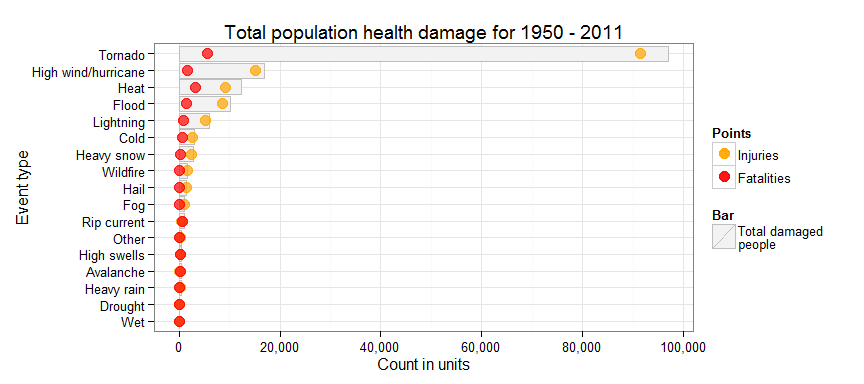 Total population health damage for 1950 - 2011
Event type
Tornado
High wind/hurricane
Heat
Flood
Lightning
Cold
Heavy snow
Wildfire
Hail
Fog
Rip current
Other
High swells
Avalanche
Heavy rain
Drought
Wet
0
20,000
40,000
60,000
80,000
100,000
Count in units
Points
Injuries
Fatalities
Bar
Total damaged
people